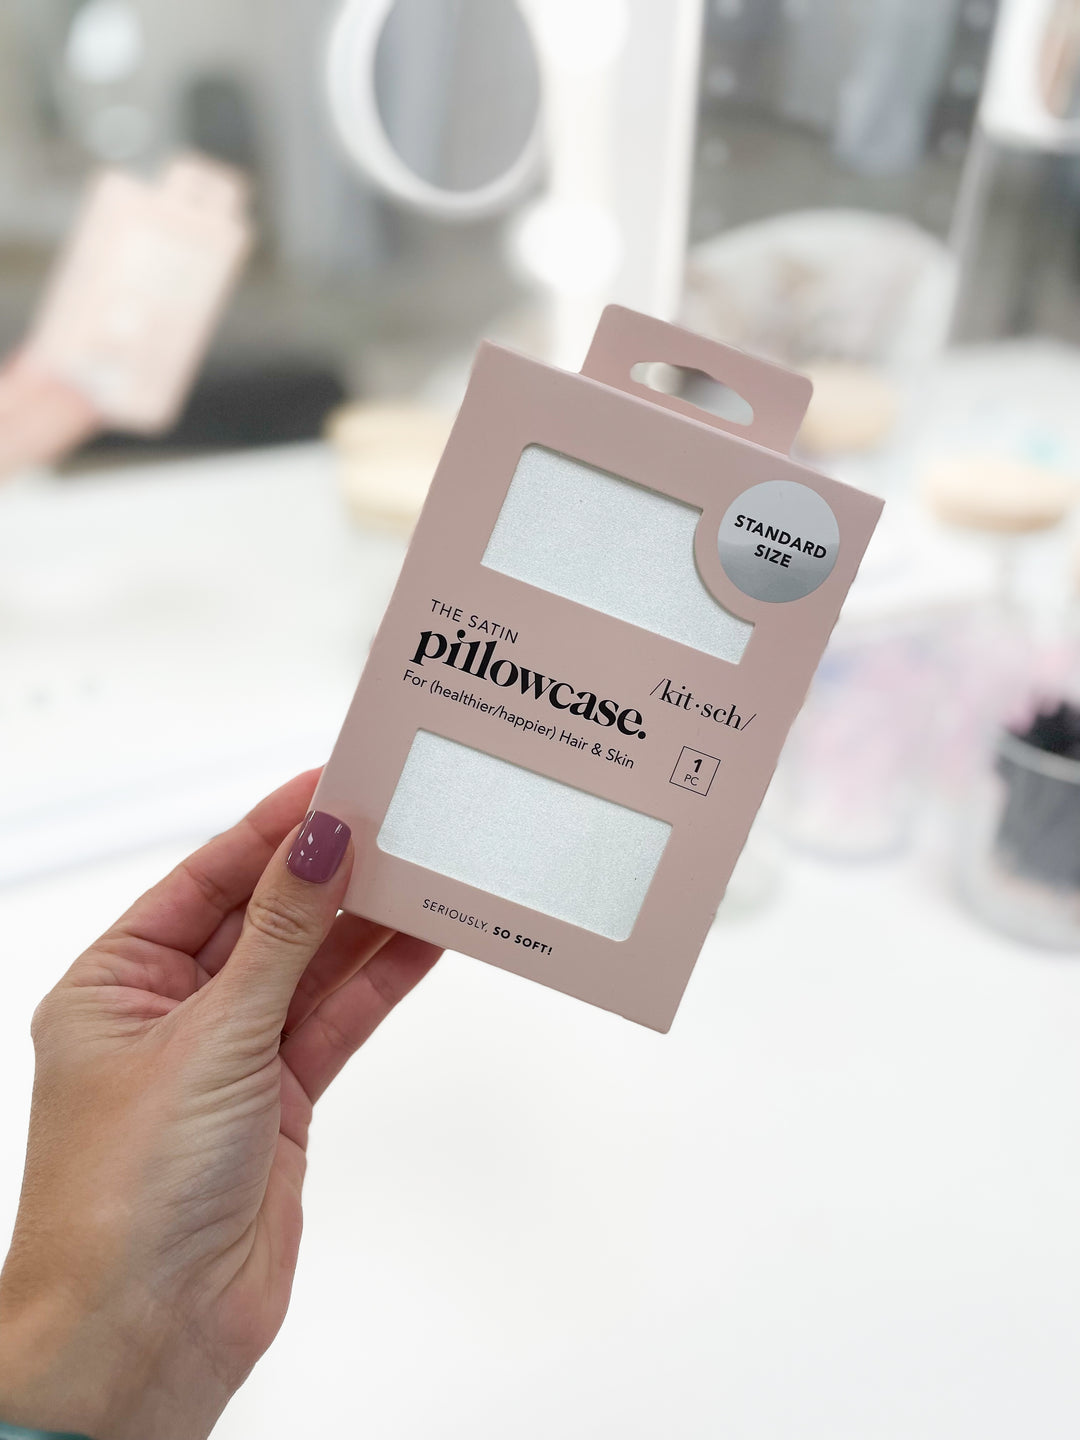 STANDARD
SIZE
THE SATIN
pillowcase.
For (healthier/happier) Hair & Skin
/kit·sch/
1
PC
SERIOUSLY, SO SOFT!